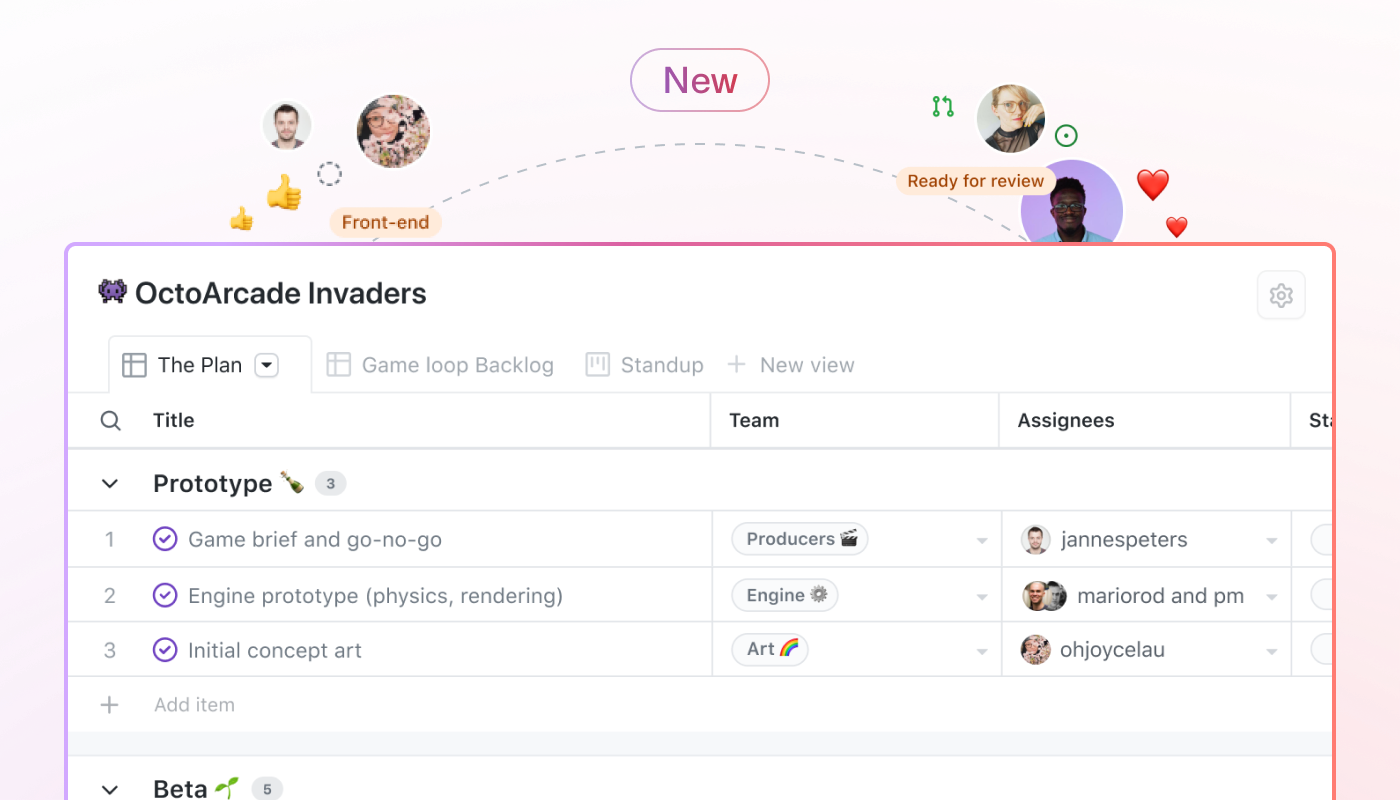 New
Ready for review
Front-end
OctoArcade Invaders
The Plan Game loop Backlog Standup New view
Title Team Assignees
Prototype 3
1 Game brief and go-no-go Producers jannespeters
2 Engine prototype (physics, rendering) Engine mariorod and pm
3 Initial concept art Art ohjoycelau
Add item
Beta 5